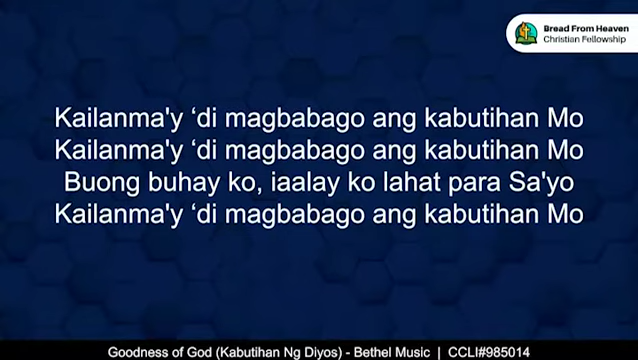 Bread From Heaven
Christian Fellowship
Kailanma'y ‘di magbabago ang kabutihan Mo
Kailanma'y ‘di magbabago ang kabutihan Mo
Buong buhay ko, iaalay ko lahat para Sa'yo
Kailanma'y ‘di magbabago ang kabutihan Mo
Goodness of God (Kabutihan Ng Diyos) - Bethel Music | CCLI#985014